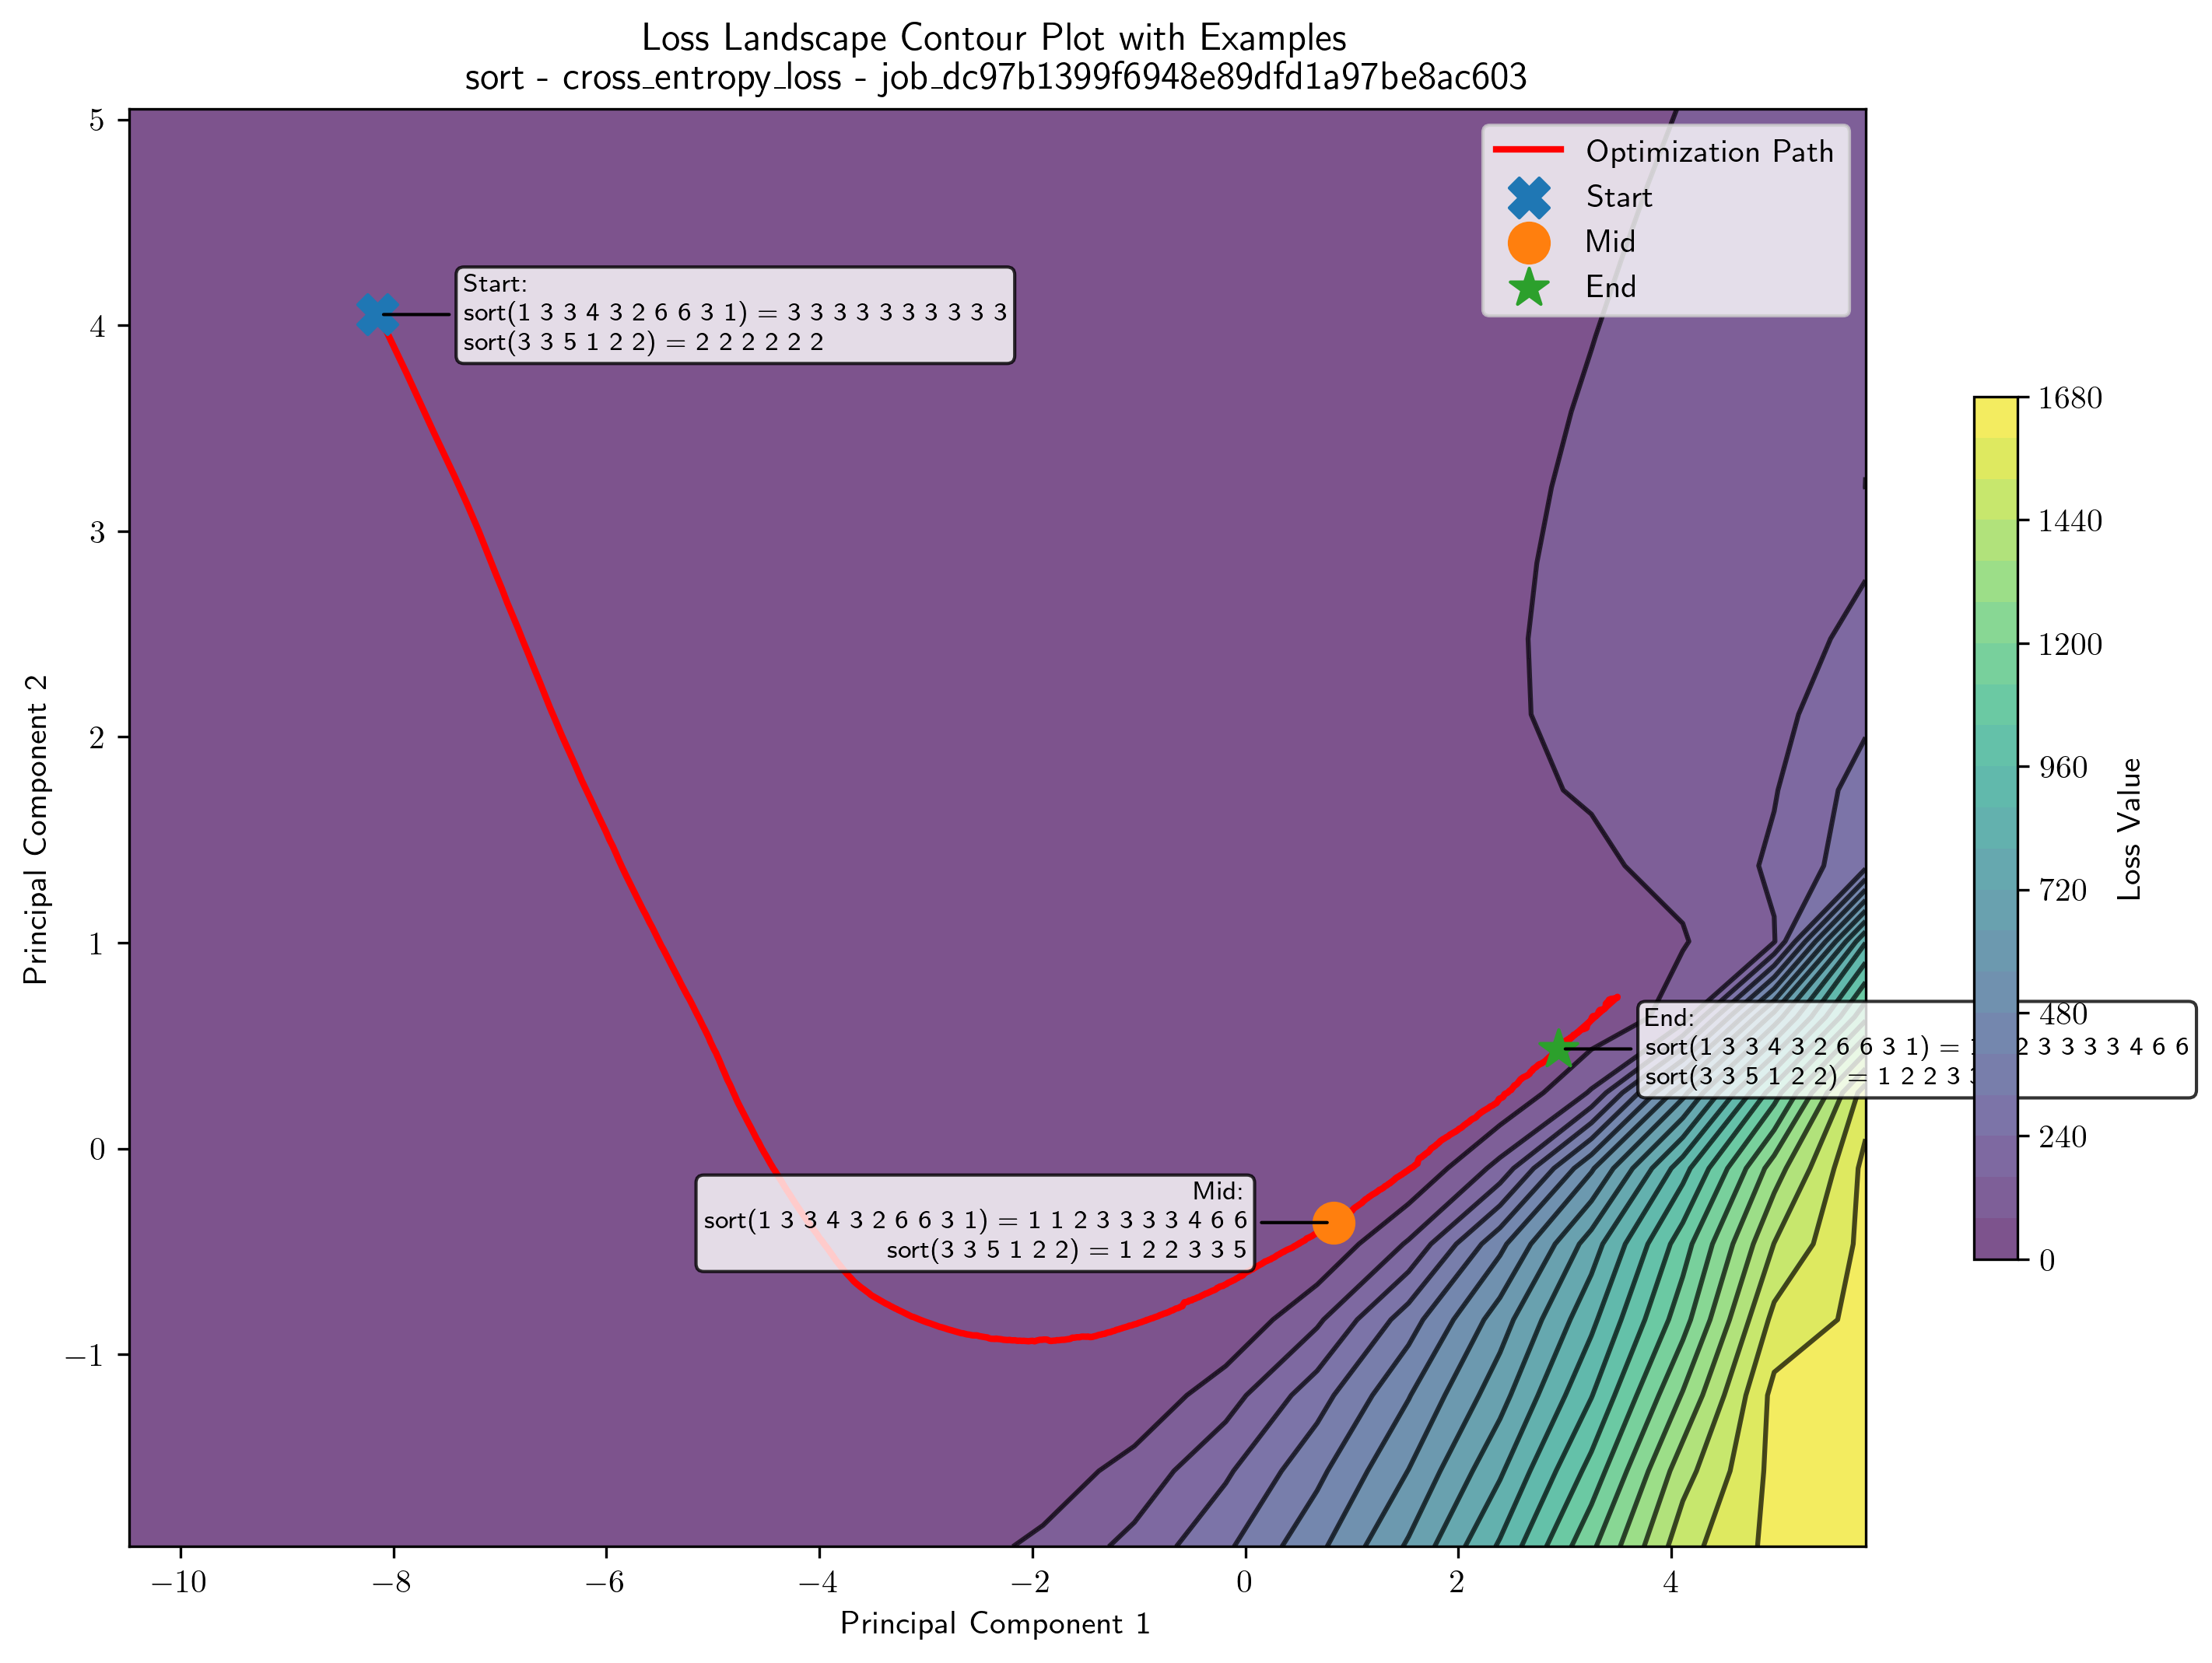 Loss Landscape Contour Plot with Examples
sort - cross_entropy_loss - job_dc97b1399f6948e89dfd1a97be8ac603
Optimization Path
Start
Mid
End
Start:
sort(1 3 3 4 3 2 6 6 3 1) = 3 3 3 3 3 3 3 3 3 3
sort(3 3 5 1 2 2) = 2 2 2 2 2 2
Mid:
sort(1 3 3 4 3 2 6 6 3 1) = 1 1 2 3 3 3 3 4 6 6
sort(3 3 5 1 2 2) = 1 2 2 3 3 5
End:
sort(1 3 3 4 3 2 6 6 3 1) = 2 3 3 3 3 4 6 6
sort(3 3 5 1 2 2) = 1 2 2 3
5
4
3
2
1
0
−1
Principal Component 2
−10
−8
−6
−4
−2
0
2
4
Principal Component 1
1680
1440
1200
960
720
480
240
0
Loss Value